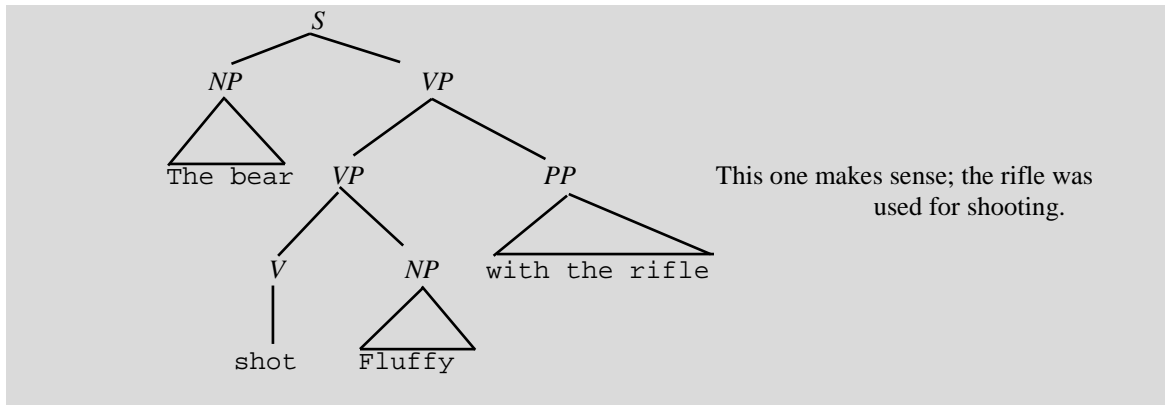 S
NP VP
The bear VP PP This one makes sense; the rifle was
used for shooting.
V NP with the rifle
shot Fluffy